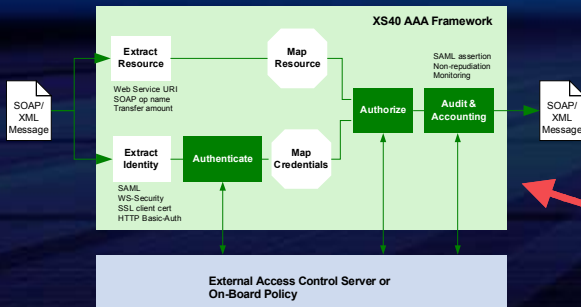 XS40 AAA Framework
Extract
Resource
Map
Resource
SAML assertion
Non-repudiation
Monitoring
Web Service URI
SOAP op name
Transfer amount
SOAP/
XML
Message
Authorize
Audit &
Accounting
SOAP/
XML
Message
Extract
Identity
Authenticate
Map
Credentials
SAML
WS-Security
SSL client cert
HTTP Basic-Auth
External Access Control Server or
On-Board Policy